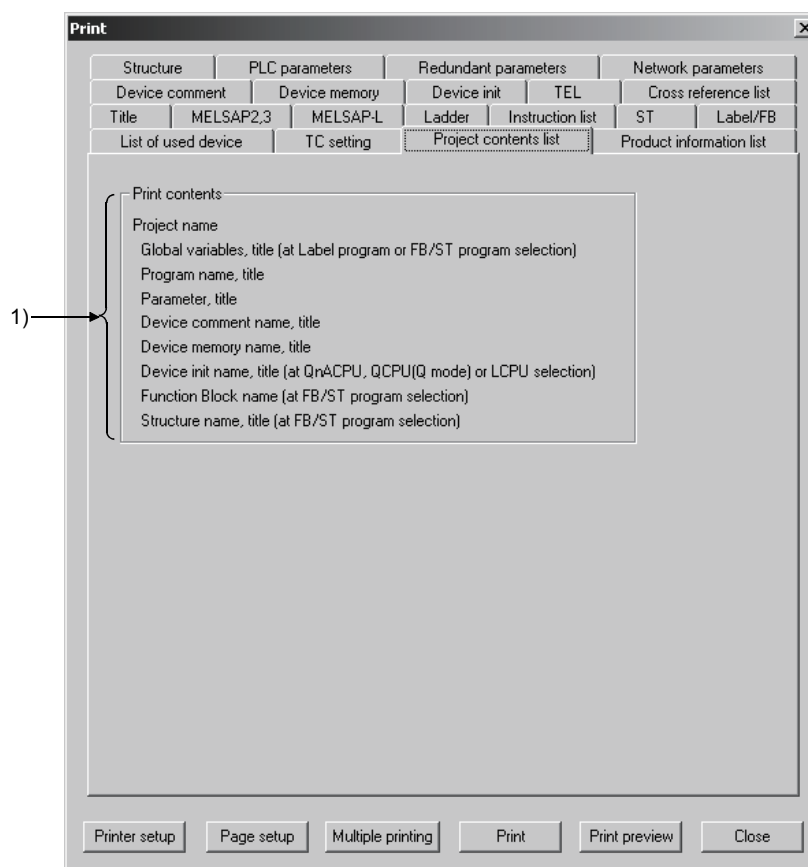 Print
Structure PLC parameters Redundant parameters Network parameters
Device comment Device memory Device init TEL Cross reference list
Title MELSAP2,3 MELSAP-L Ladder Instruction list ST Label/FB
List of used device TC setting Project contents list Product information list
Print contents
Project name
Global variables, title (at Label program or FB/ST program selection)
Program name, title
Parameter, title
1)
Device comment name, title
Device memory name, title
Device init name, title (at QnACPU, QCPU(Q mode) or LCPU selection)
Function Block name (at FB/ST program selection)
Structure name, title (at FB/ST program selection)
Printer setup Page setup Multiple printing Print Print preview Close